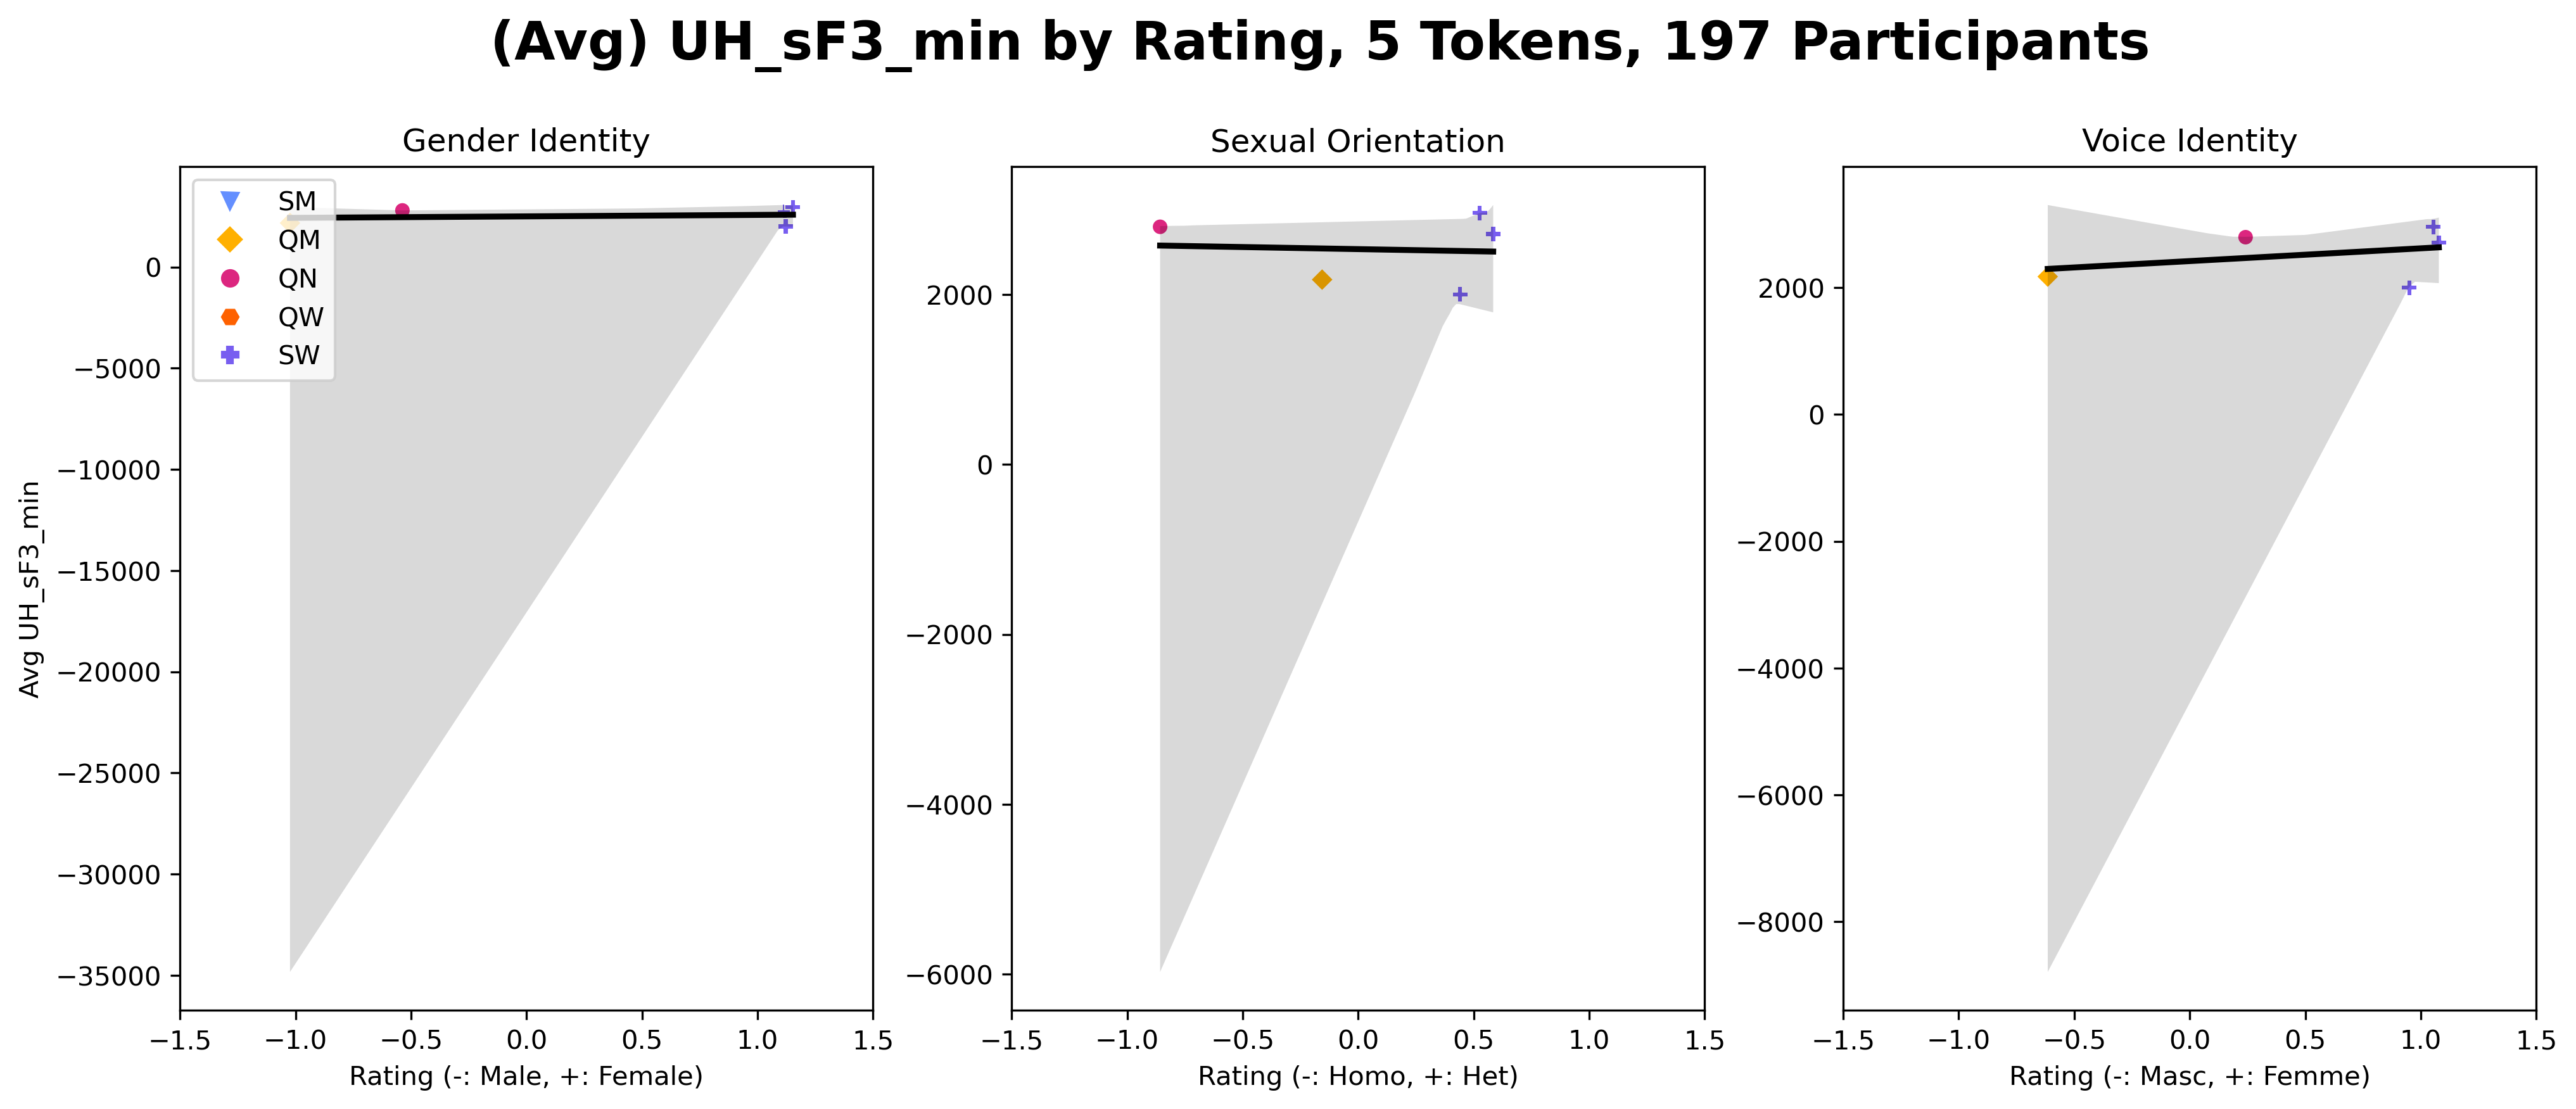 (Avg) UH_sF3_min by Rating, 5 Tokens, 197 Participants
Gender Identity
Sexual Orientation
Voice Identity
SM
QM
QN
QW
SW
0
−5000
−10000
−15000
−20000
−25000
−30000
−35000
Avg UH_sF3_min
−1.5 −1.0 −0.5 0.0 0.5 1.0 1.5
Rating (-: Male, +: Female)
2000
0
−2000
−4000
−6000
−1.5 −1.0 −0.5 0.0 0.5 1.0 1.5
Rating (-: Homo, +: Het)
2000
0
−2000
−4000
−6000
−8000
−1.5 −1.0 −0.5 0.0 0.5 1.0 1.5
Rating (-: Masc, +: Femme)